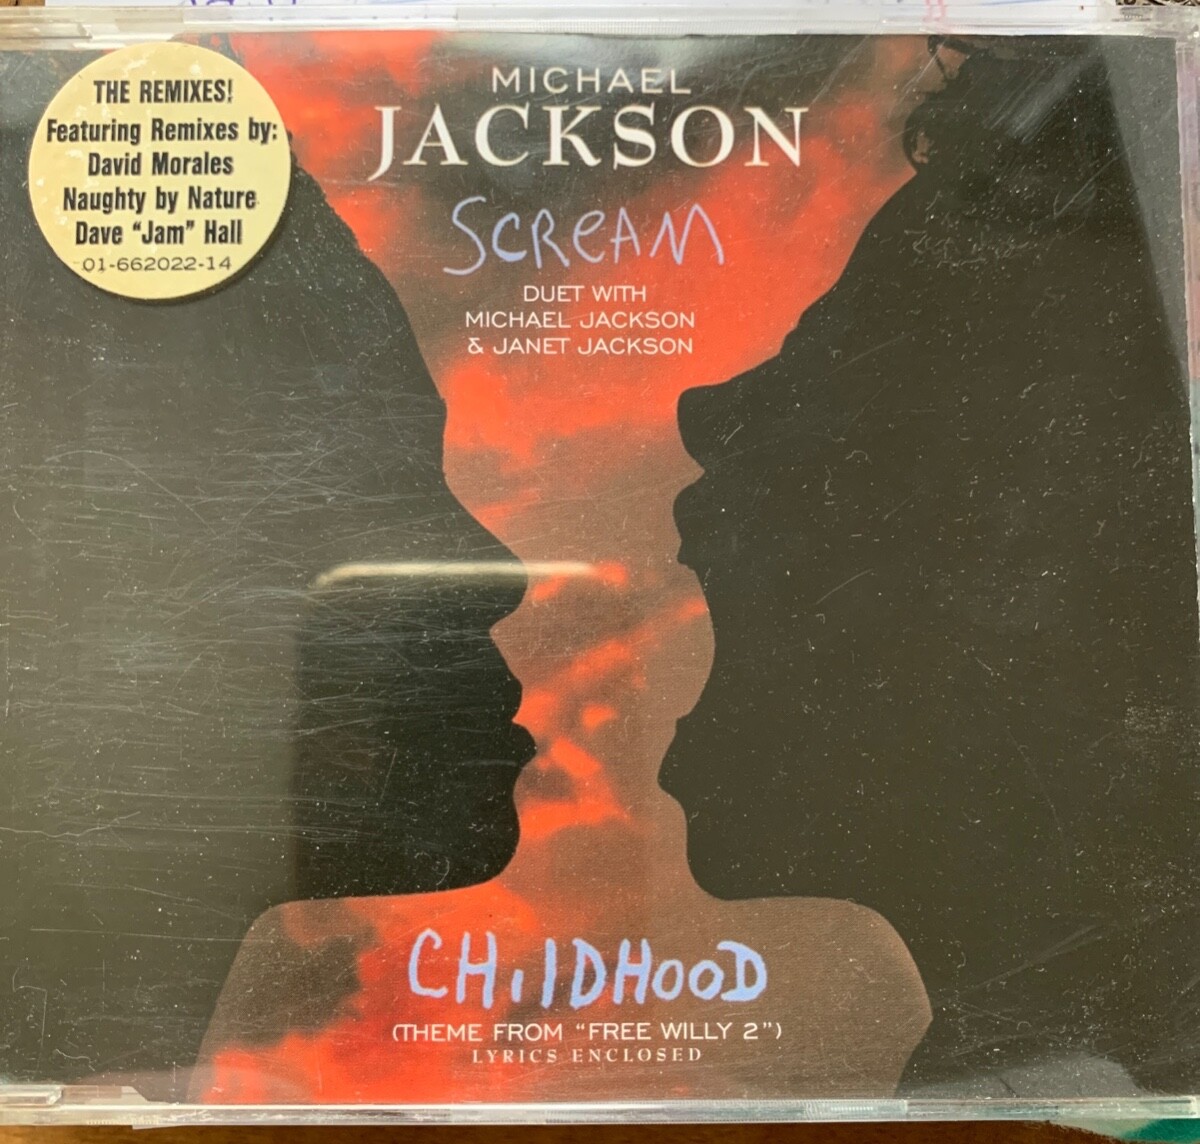 THE REMIXES!
Featuring Remixes by:
David Morales
Naughty by Nature
Dave “Jam” Hall
01-662022-14
MICHAEL
JACKSON
SCREAM
DUET WITH
MICHAEL JACKSON
& JANET JACKSON
CHilDHOOD
(THEME FROM “FREE WILLY 2”)
LYRICS ENCLOSED